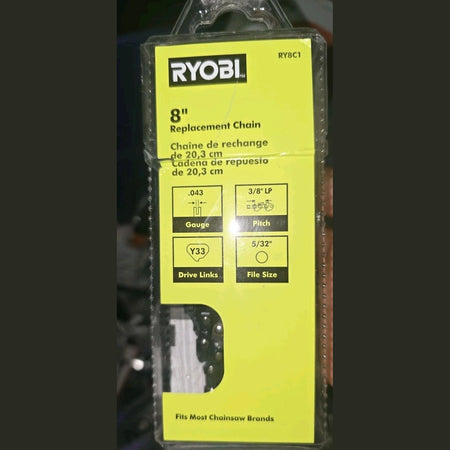 RYOBI
RY8C1
8"
Replacement Chain
Chaîne de rechange
de 20,3 cm
Cadena de repuesto
de 20,3 cm
.043
Gauge
3/8" LP
Pitch
Y33
Drive Links
5/32"
File Size
Fits Most Chainsaw Brands